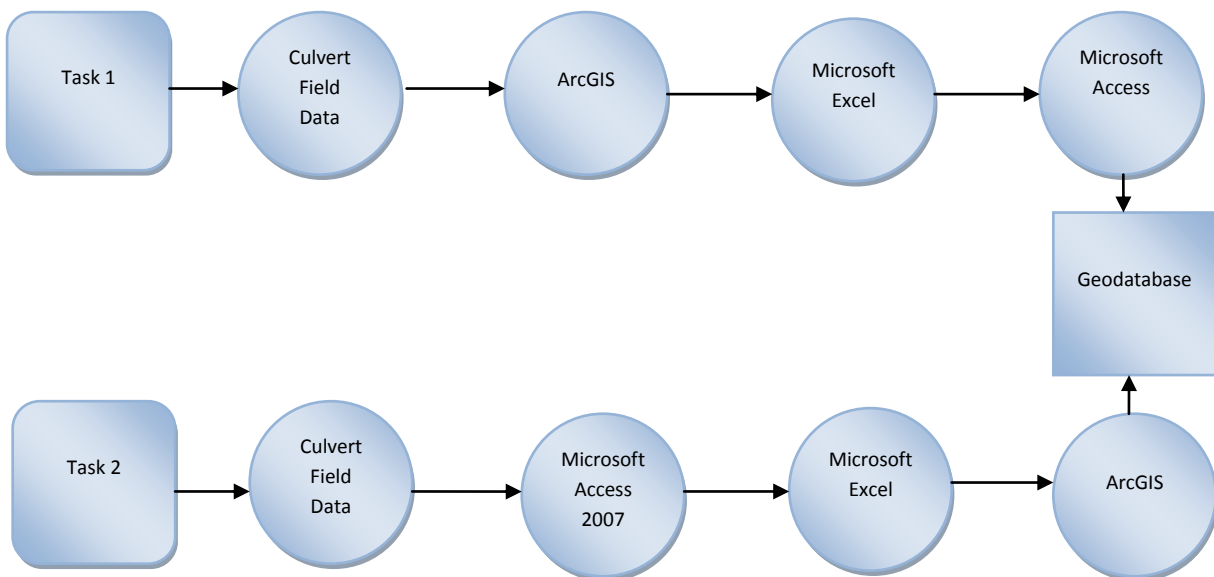 Task 1
Culvert
Field
Data
ArcGIS
Microsoft
Excel
Microsoft
Access
Geodatabase
Task 2
Culvert
Field
Data
Microsoft
Access
2007
Microsoft
Excel
ArcGIS